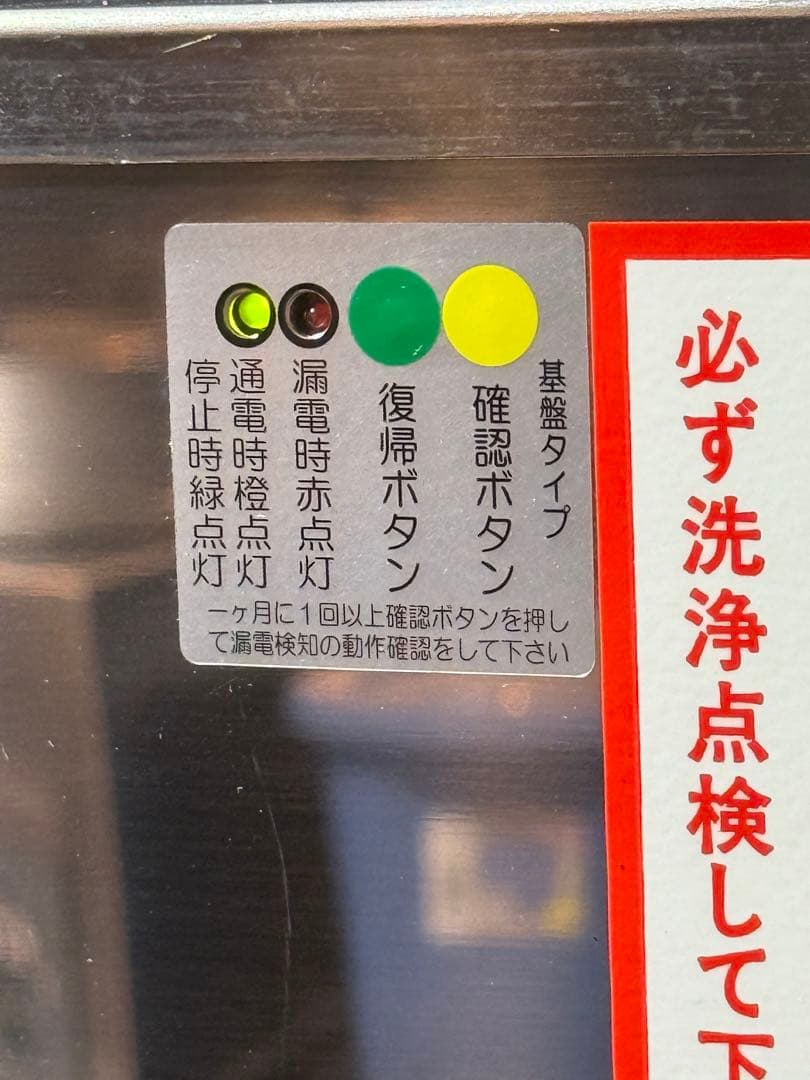 基盤タイプ
確認ボタン
復帰ボタン
漏電時赤点灯
通電時橙点灯
停止時緑点灯
一ヶ月に1回以上確認ボタンを押し
て漏電検知の動作確認をして下さい
必ず洗浄点検して下